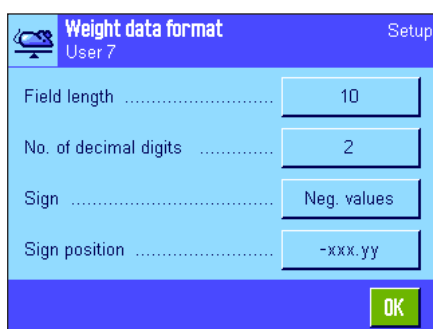 Weight data format
Setup
User 7
Field length ............................ 10
No. of decimal digits .............. 2
Sign ........................................ Neg. values
Sign position .......................... -xxx.yy
OK